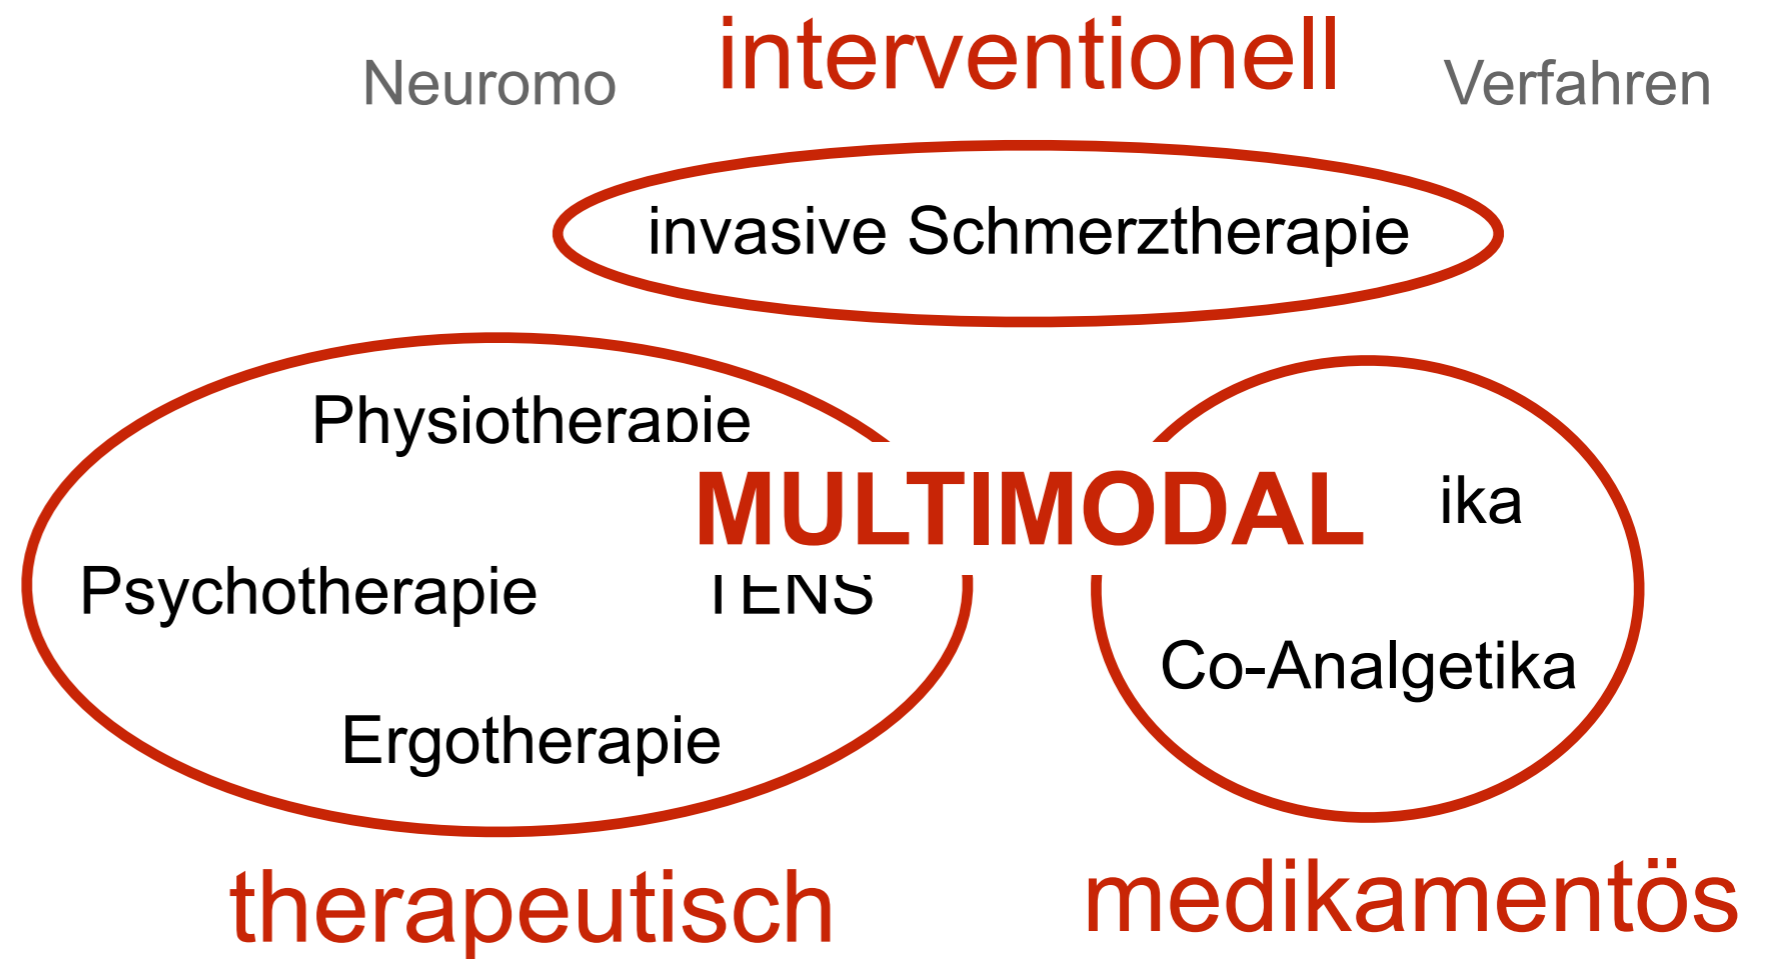 interventionell
Neuromo Verfahren
invasive Schmerztherapie
Physiotherapie
MULTIMODAL ika
Psychotherapie TENS
Co-Analgetika
Ergotherapie
therapeutisch medikamentös